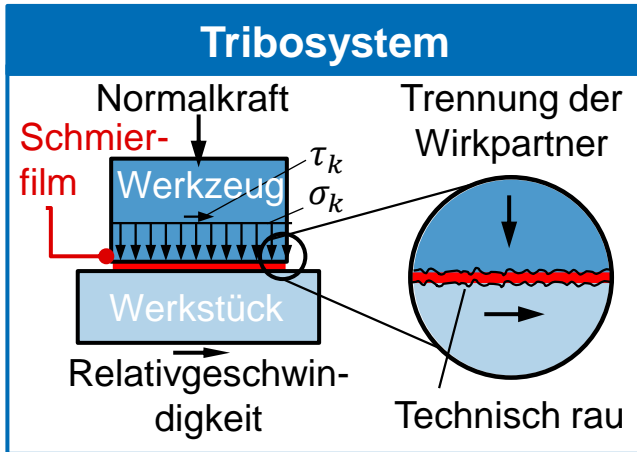 Tribosystem
Normalkraft
Schmier-
film
Werkzeug
τₖ
σₖ
Werkstück
Relativgeschwin-
digkeit
Trennung der
Wirkpartner
Technisch rau